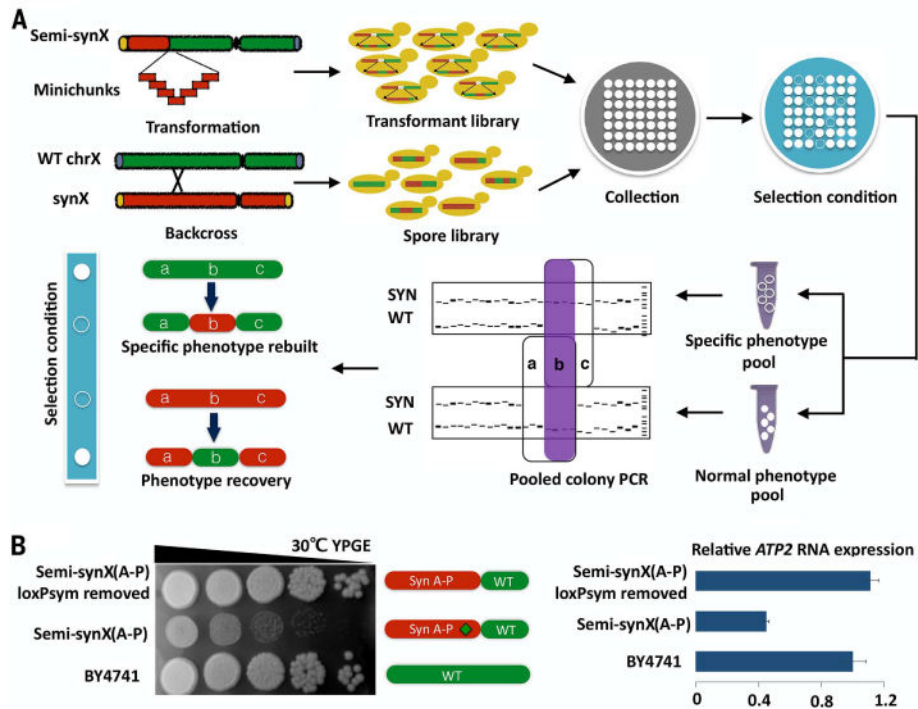 A
Semi-synX
Minichunks
Transformation
Transformant library
WT chrX
synX
Backcross
Spore library
Collection
Selection condition
Selection condition
a b c
a b c
Specific phenotype rebuilt
a b c
a b c
Phenotype recovery
SYN
WT
a b c
SYN
WT
Pooled colony PCR
Specific phenotype
pool
Normal phenotype
pool
B
30℃ YPGE
Semi-synX(A-P)
loxPsym removed
Semi-synX(A-P)
BY4741
Syn A-P WT
Syn A-P WT
WT
Relative ATP2 RNA expression
Semi-synX(A-P)
loxPsym removed
Semi-synX(A-P)
BY4741
0 0.4 0.8 1.2